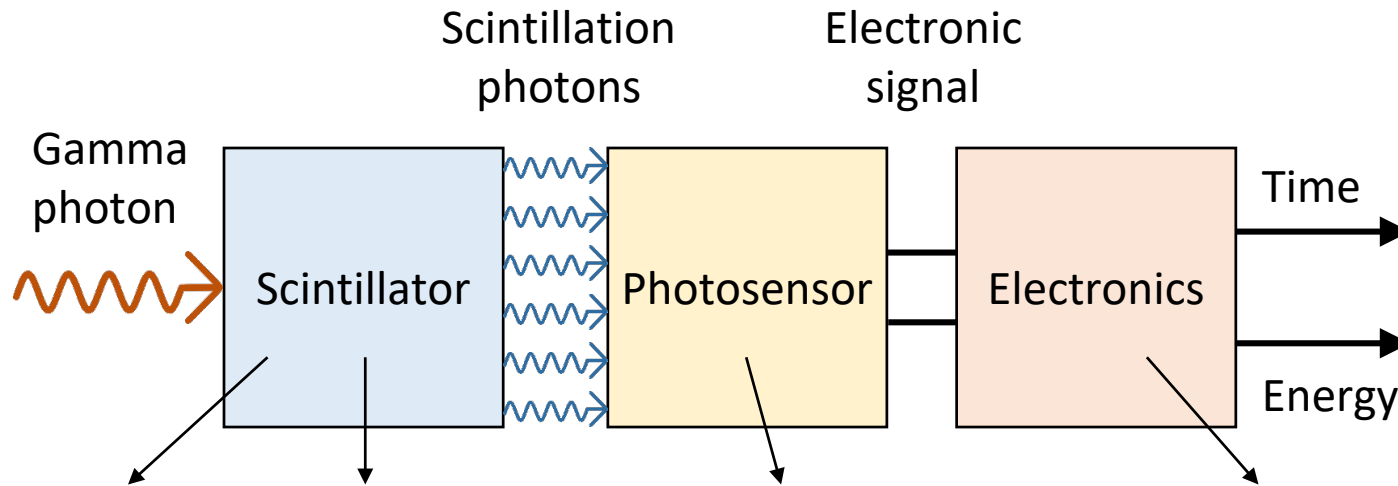 Scintillation
photons
Electronic
signal
Gamma
photon
Scintillator
Photosensor
Electronics
Time
Energy